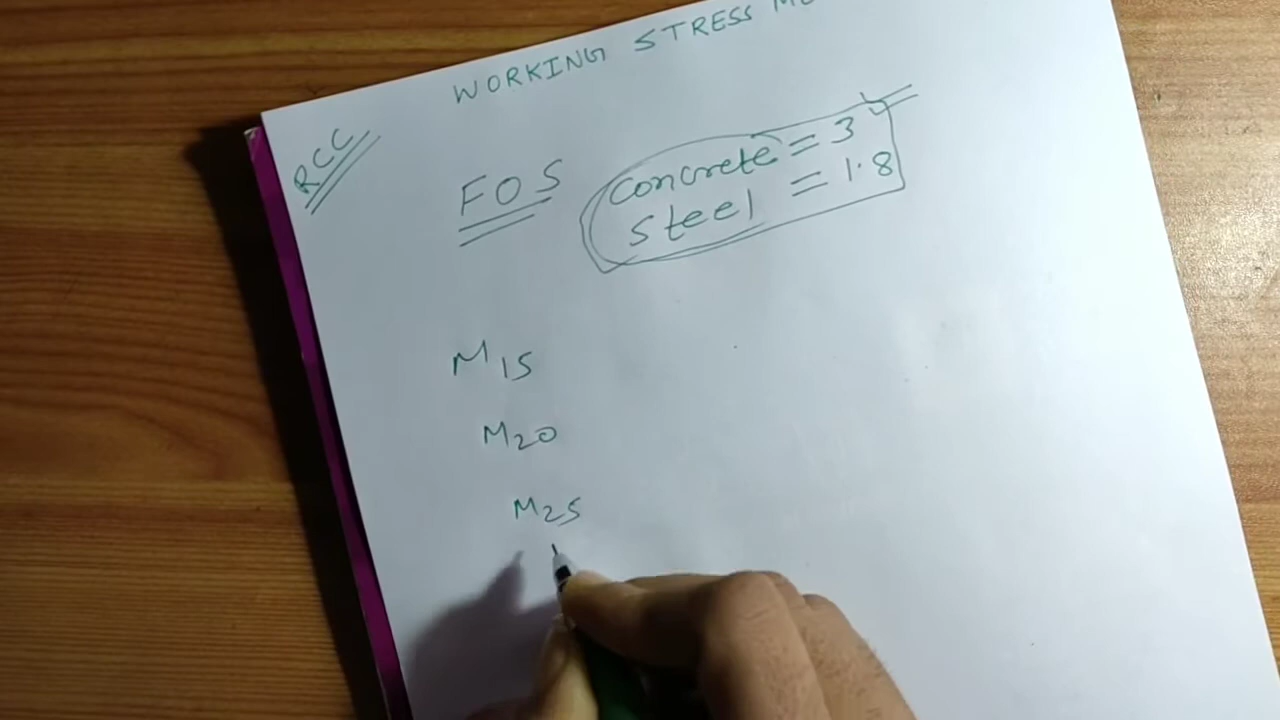 WORKING STRESS
RCC
FOS
Concrete = 3
Steel = 1.8
M15
M20
M25